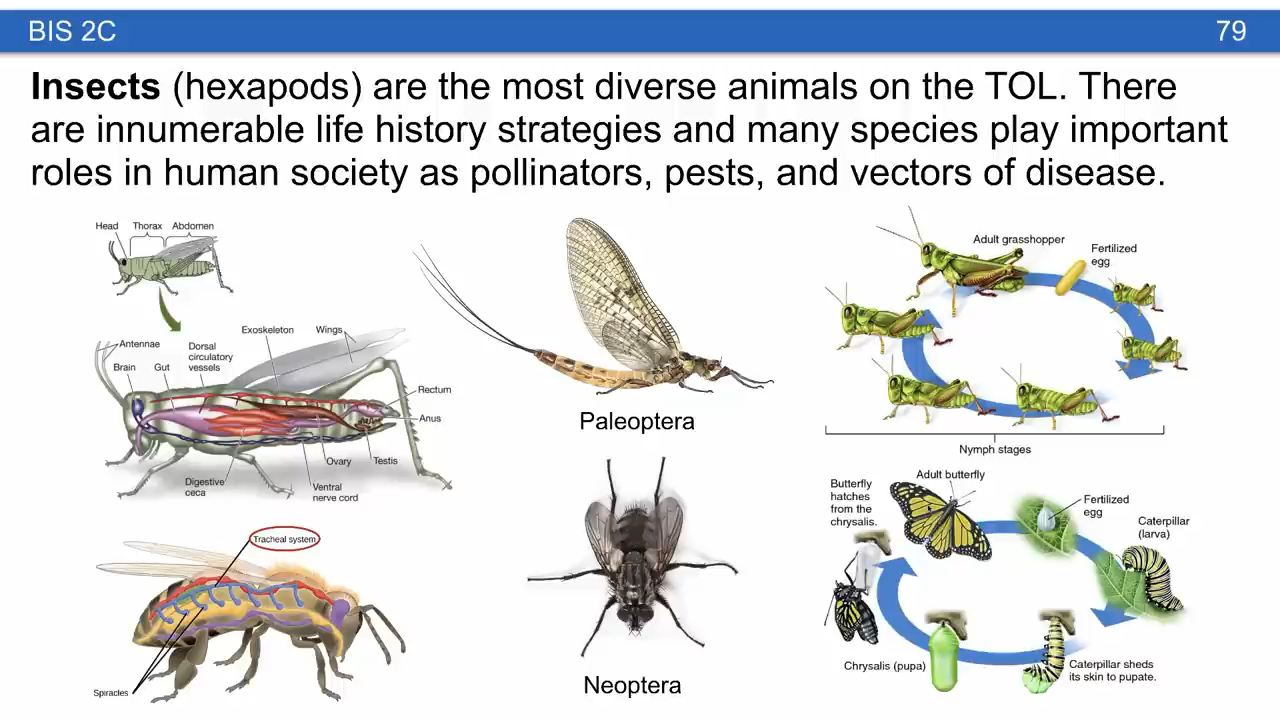 BIS 2C
79
Insects (hexapods) are the most diverse animals on the TOL. There
are innumerable life history strategies and many species play important
roles in human society as pollinators, pests, and vectors of disease.
Head
Thorax
Abdomen
Exoskeleton
Wings
Antennae
Dorsal
circulatory
vessels
Brain
Gut
Rectum
Anus
Ovary
Testis
Digestive
ceca
Ventral
nerve cord
Tracheal system
Spiracles
Paleoptera
Neoptera
Adult grasshopper
Fertilized
egg
Nymph stages
Adult butterfly
Butterfly
hatches
from the
chrysalis.
Fertilized
egg
Caterpillar
(larva)
Chrysalis (pupa)
Caterpillar sheds
its skin to pupate.